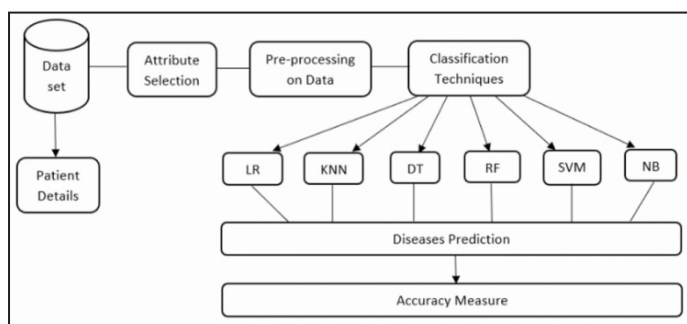 Data
set
Attribute
Selection
Pre-processing
on Data
Classification
Techniques
Patient
Details
LR
KNN
DT
RF
SVM
NB
Diseases Prediction
Accuracy Measure